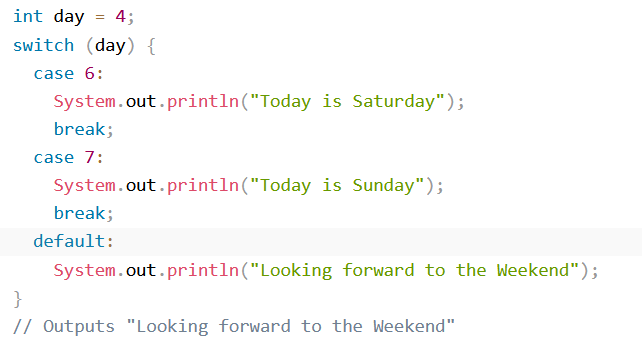 int day = 4;
switch (day) {
  case 6:
    System.out.println("Today is Saturday");
    break;
  case 7:
    System.out.println("Today is Sunday");
    break;
  default:
    System.out.println("Looking forward to the Weekend");
}
// Outputs "Looking forward to the Weekend"